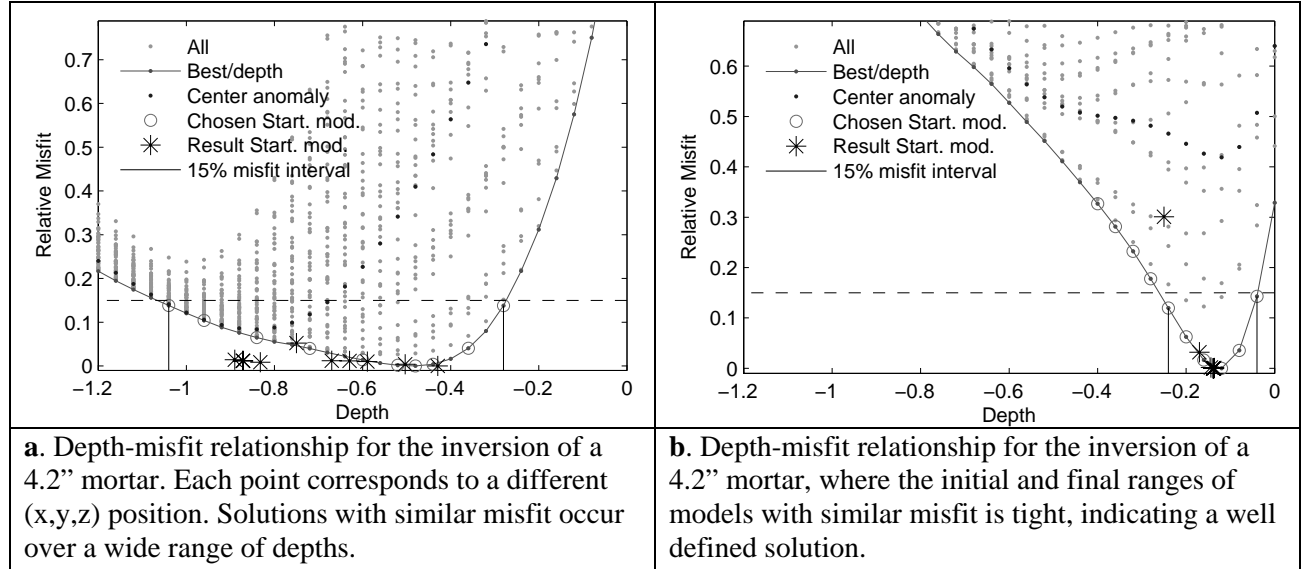 0.7
0.6
0.5
0.4
0.3
0.2
0.1
0
Relative Misfit
All
Best/depth
Center anomaly
Chosen Start. mod.
Result Start. mod.
15% misfit interval
−1.2 −1 −0.8 −0.6 −0.4 −0.2 0
Depth
0.6
0.5
0.4
0.3
0.2
0.1
0
Relative Misfit
All
Best/depth
Center anomaly
Chosen Start. mod.
Result Start. mod.
15% misfit interval
−1.2 −1 −0.8 −0.6 −0.4 −0.2 0
Depth
a. Depth-misfit relationship for the inversion of a
4.2” mortar. Each point corresponds to a different
(x,y,z) position. Solutions with similar misfit occur
over a wide range of depths.
b. Depth-misfit relationship for the inversion of a
4.2” mortar, where the initial and final ranges of
models with similar misfit is tight, indicating a well
defined solution.